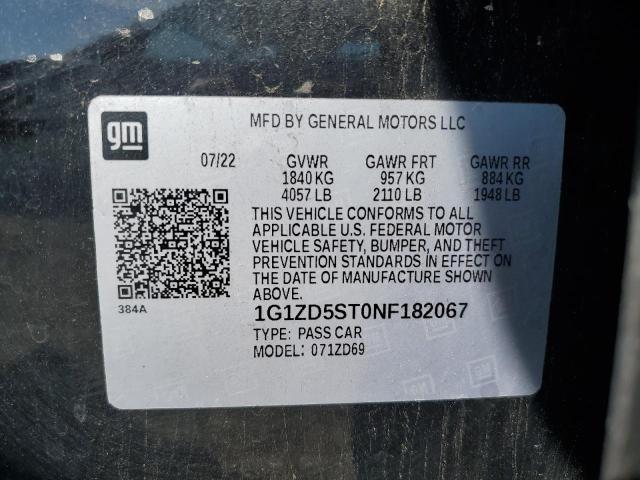 gm
MFD BY GENERAL MOTORS LLC
07/22 GVWR GAWR FRT GAWR RR
1840 KG 957 KG 884 KG
4057 LB 2110 LB 1948 LB
THIS VEHICLE CONFORMS TO ALL
APPLICABLE U.S. FEDERAL MOTOR
VEHICLE SAFETY, BUMPER, AND THEFT
PREVENTION STANDARDS IN EFFECT ON
THE DATE OF MANUFACTURE SHOWN
ABOVE.
384A
1G1ZD5ST0NF182067
TYPE: PASS CAR
MODEL: 071ZD69